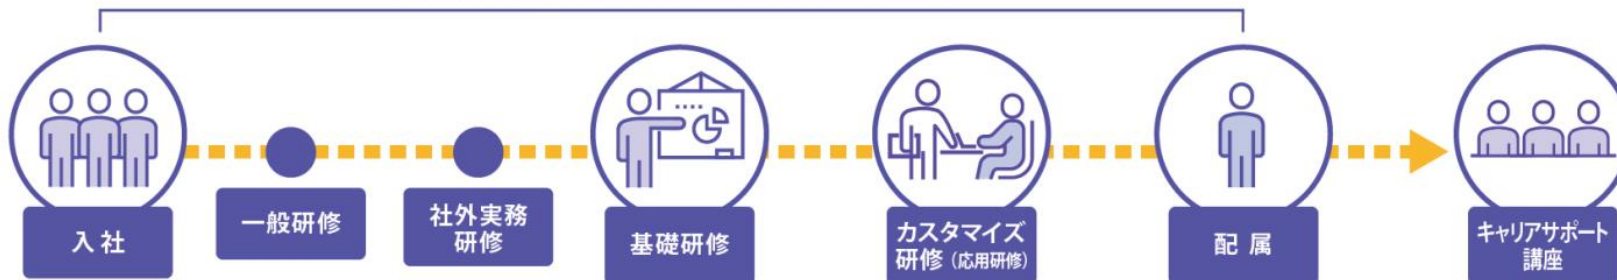 入社
一般研修
社外実務
研修
基礎研修
カスタマイズ
研修（応用研修）
配属
キャリアサポート
講座